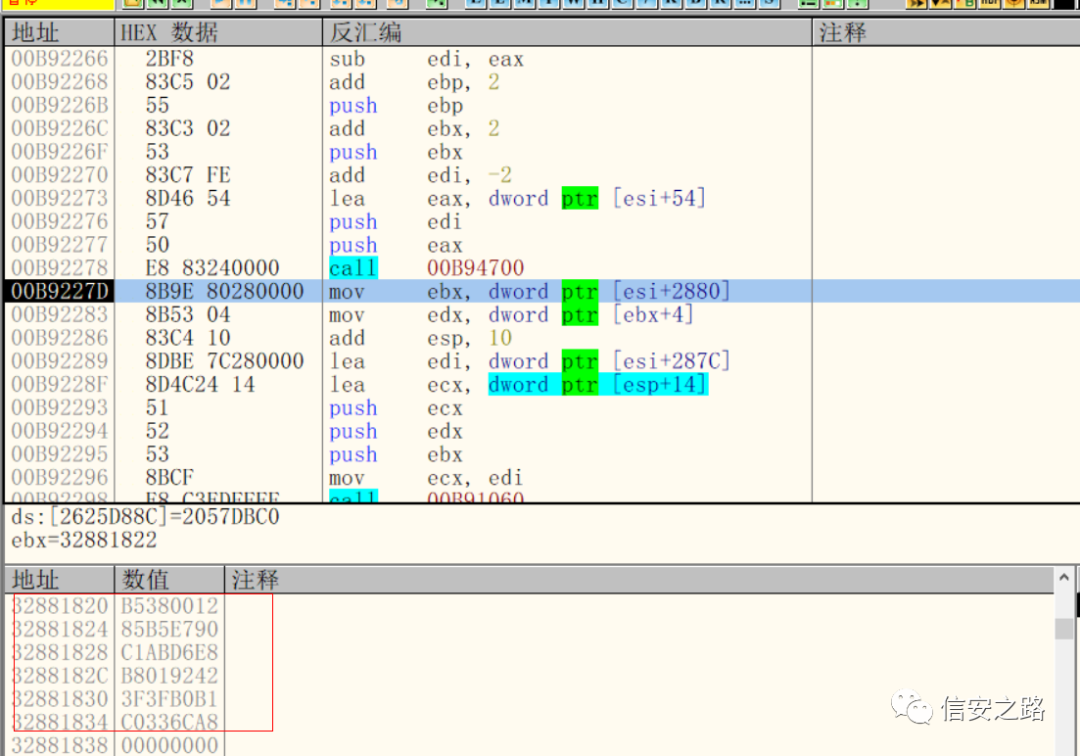 地址 HEX 数据 反汇编 注释
00B92266 2BF8 sub edi, eax
00B92268 83C5 02 add ebp, 2
00B9226B 55 push ebp
00B9226C 83C3 02 add ebx, 2
00B9226F 53 push ebx
00B92270 83C7 FE add edi, -2
00B92273 8D46 54 lea eax, dword ptr [esi+54]
00B92276 57 push edi
00B92277 50 push eax
00B92278 E8 83240000 call 00B94700
00B9227D 8B9E 80280000 mov ebx, dword ptr [esi+2880]
00B92283 8B53 04 mov edx, dword ptr [ebx+4]
00B92286 83C4 10 add esp, 10
00B92289 8DBE 7C280000 lea edi, dword ptr [esi+287C]
00B9228F 8D4C24 14 lea ecx, dword ptr [esp+14]
00B92293 51 push ecx
00B92294 52 push edx
00B92295 53 push ebx
00B92296 8BCF mov ecx, edi
00B92298 E8 C3EDFFFF call 00B91060
ds:[2625D88C]=2057DBC0
ebx=32881822
地址 数值 注释
32881820 B5380012
32881824 85B5E790
32881828 C1ABD6E8
3288182C B8019242
32881830 3F3FB0B1
32881834 C0336CA8
32881838 00000000
信安之路